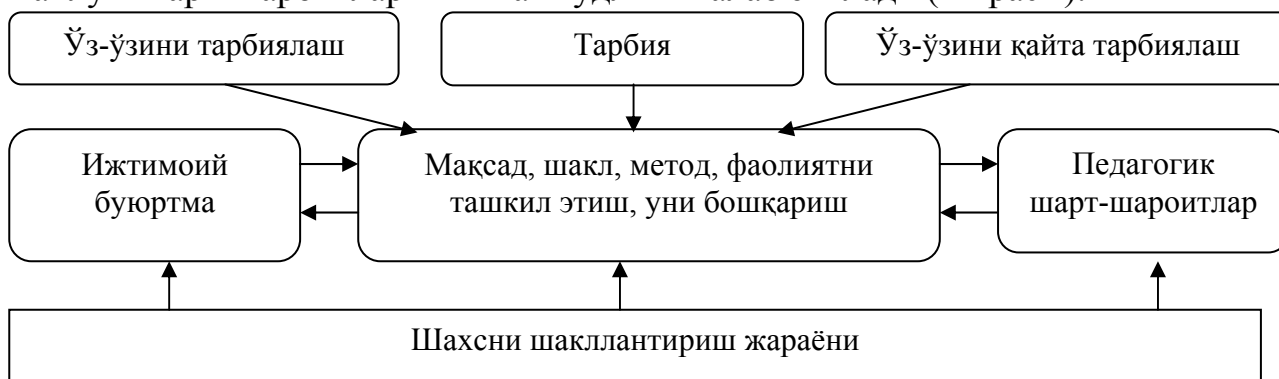 Ўз-ўзини тарбиялаш
Тарбия
Ўз-ўзини қайта тарбиялаш
Ижтимоий
буюртма
Мақсад, шакл, метод, фаолиятни
ташкил этиш, уни бошқариш
Педагогик
шарт-шароитлар
Шахсни шакллантириш жараёни